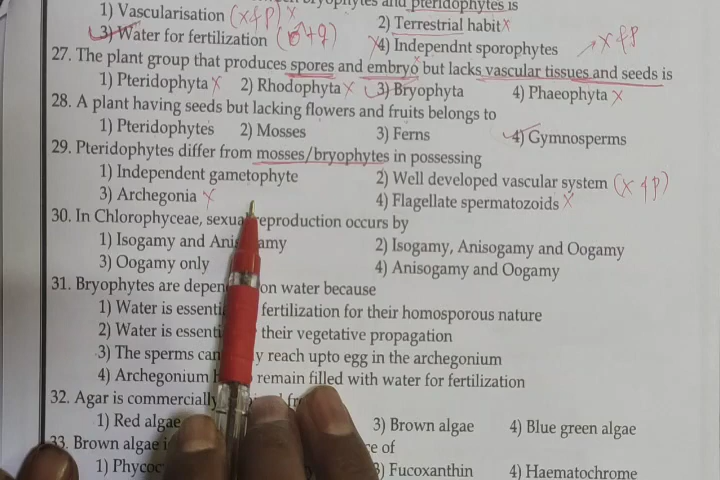 bryophytes and pteridophytes is
1) Vascularisation (x & p) x 2) Terrestrial habit x
3) Water for fertilization (♂+♀) x 4) Independnt sporophytes → x & p
27. The plant group that produces spores and embryo but lacks vascular tissues and seeds is
1) Pteridophyta x 2) Rhodophyta x 3) Bryophyta 4) Phaeophyta x
28. A plant having seeds but lacking flowers and fruits belongs to
1) Pteridophytes 2) Mosses 3) Ferns 4) Gymnosperms
29. Pteridophytes differ from mosses/bryophytes in possessing
1) Independent gametophyte 2) Well developed vascular system (x & p)
3) Archegonia x 4) Flagellate spermatozoids x
30. In Chlorophyceae, sexual reproduction occurs by
1) Isogamy and Anisogamy 2) Isogamy, Anisogamy and Oogamy
3) Oogamy only 4) Anisogamy and Oogamy
31. Bryophytes are depen on water because
1) Water is essenti fertilization for their homosporous nature
2) Water is essenti their vegetative propagation
3) The sperms can y reach upto egg in the archegonium
4) Archegonium remain filled with water for fertilization
32. Agar is commercially
1) Red algae 3) Brown algae 4) Blue green algae
33. Brown algae of
1) Phyco 3) Fucoxanthin 4) Haematochrome